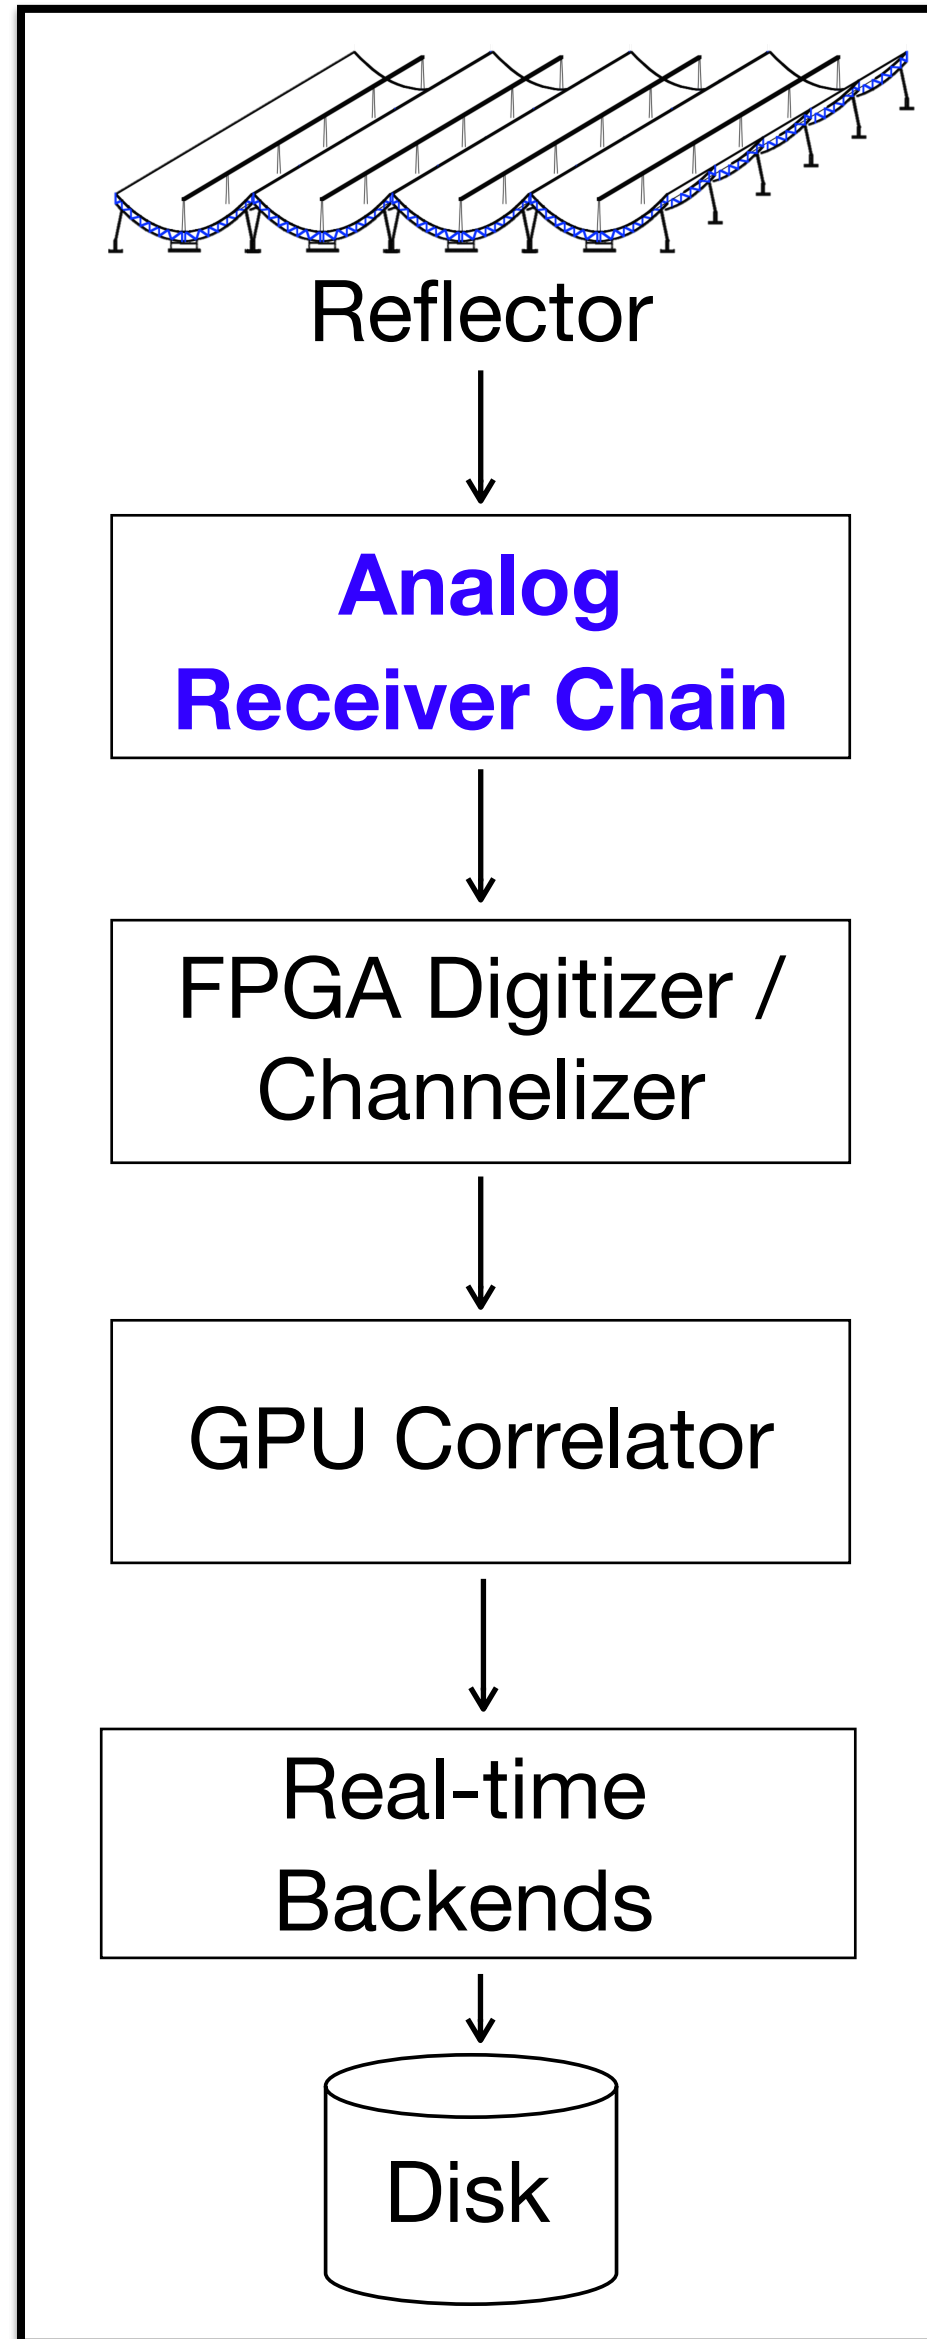 Reflector
Analog
Receiver Chain
FPGA Digitizer /
Channelizer
GPU Correlator
Real-time
Backends
Disk